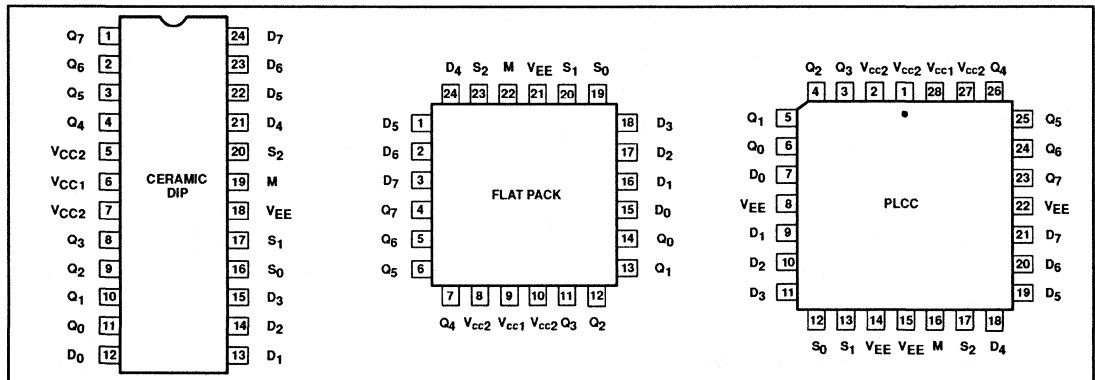 Q7 1 24 D7
Q6 2 23 D6
Q5 3 22 D5
Q4 4 21 D4
VCC2 5 20 S2
VCC1 6 19 M
VCC2 7 18 VEE
Q3 8 17 S1
Q2 9 16 S0
Q1 10 15 D3
Q0 11 14 D2
D0 12 13 D1
CERAMIC
DIP
D4 S2 M VEE S1 S0
24 23 22 21 20 19
D5 1 18 D3
D6 2 17 D2
D7 3 16 D1
Q7 4 15 D0
Q6 5 14 Q0
Q5 6 13 Q1
FLAT PACK
7 8 9 10 11 12
Q4 Vcc2 Vcc1 Vcc2 Q3 Q2
Q2 Q3 Vcc2 Vcc2 Vcc1 Vcc2 Q4
4 3 2 1 28 27 26
Q1 5 25 Q5
Q0 6 24 Q6
D0 7 23 Q7
VEE 8 22 VEE
D1 9 21 D7
D2 10 20 D6
D3 11 19 D5
PLCC
12 13 14 15 16 17 18
S0 S1 VEE VEE M S2 D4